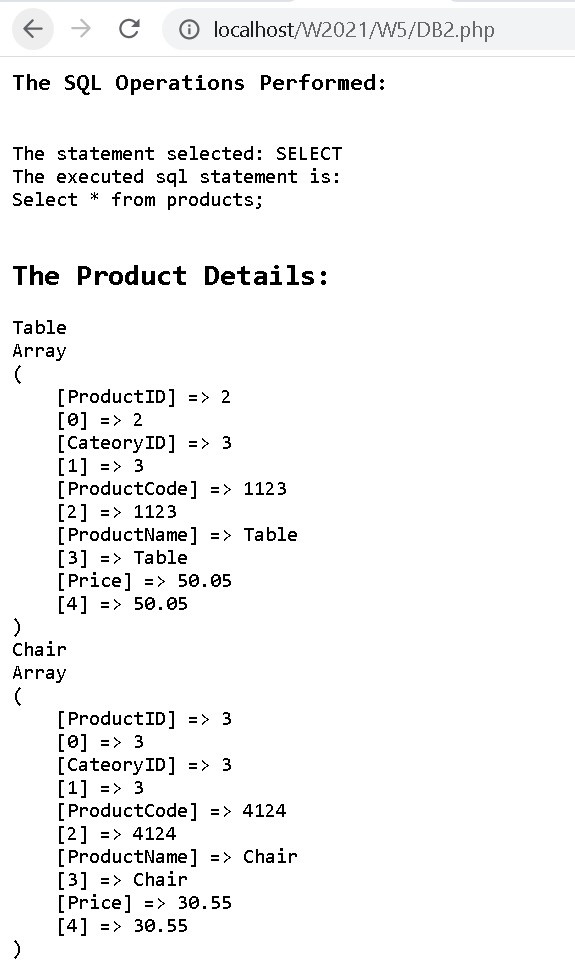 localhost/W2021/W5/DB2.php
The SQL Operations Performed:
The statement selected: SELECT
The executed sql statement is:
Select * from products;
The Product Details:
Table
Array
(
[ProductID] => 2
[0] => 2
[CateoryID] => 3
[1] => 3
[ProductCode] => 1123
[2] => 1123
[ProductName] => Table
[3] => Table
[Price] => 50.05
[4] => 50.05
)
Chair
Array
(
[ProductID] => 3
[0] => 3
[CateoryID] => 3
[1] => 3
[ProductCode] => 4124
[2] => 4124
[ProductName] => Chair
[3] => Chair
[Price] => 30.55
[4] => 30.55
)